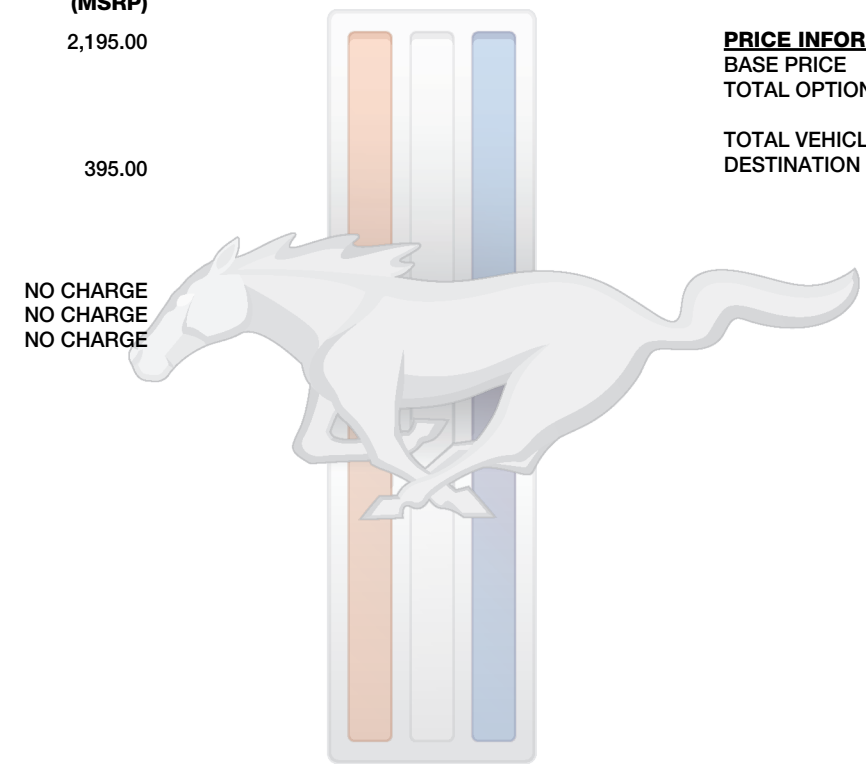 (MSRP)
2,195.00
395.00
NO CHARGE
NO CHARGE
NO CHARGE
PRICE INFOR
BASE PRICE
TOTAL OPTION
TOTAL VEHICL
DESTINATION